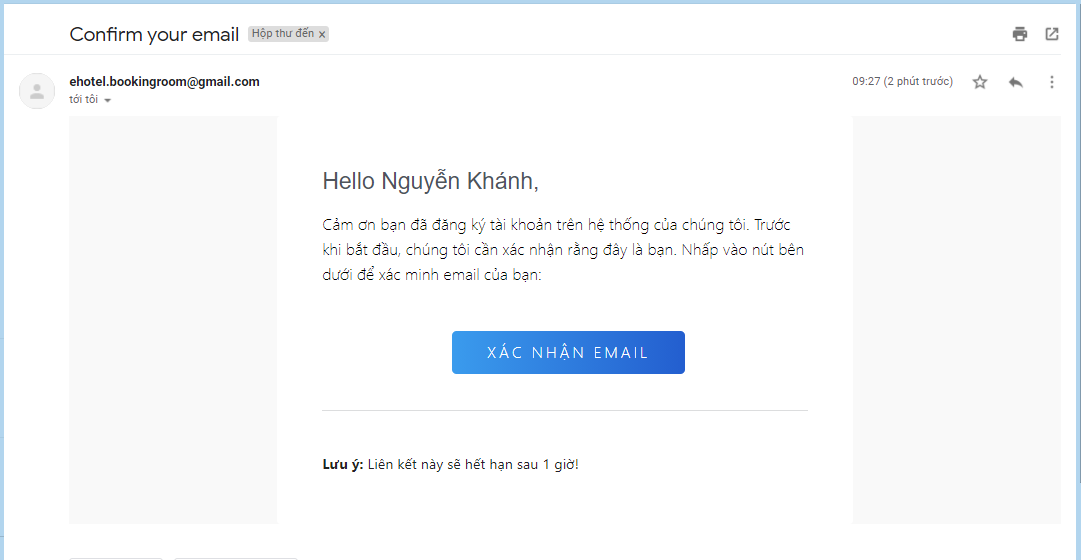 Confirm your email Hộp thư đến x
ehotel.bookingroom@gmail.com 09:27 (2 phút trước)
tới tôi
Hello Nguyễn Khánh,
Cảm ơn bạn đã đăng ký tài khoản trên hệ thống của chúng tôi. Trước
khi bắt đầu, chúng tôi cần xác nhận rằng đây là bạn. Nhấp vào nút bên
dưới để xác minh email của bạn:
XÁC NHẬN EMAIL
Lưu ý: Liên kết này sẽ hết hạn sau 1 giờ!